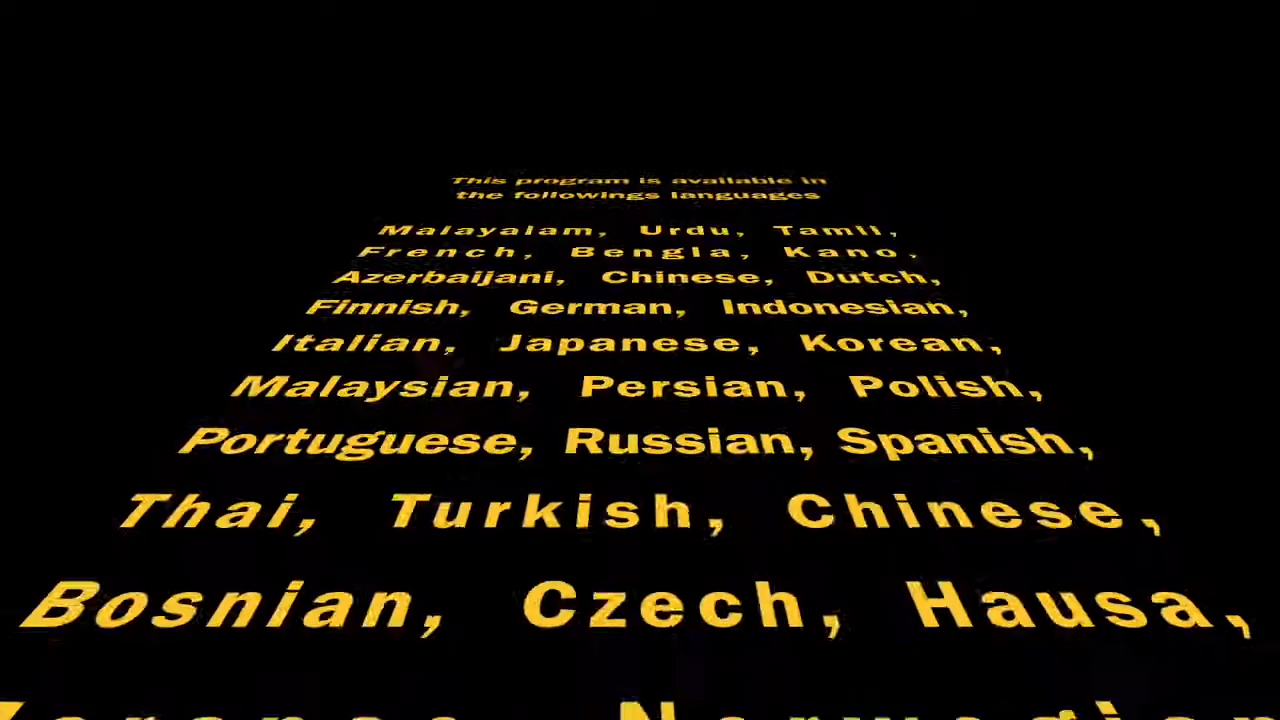 This program is available in
the followings languages
Malayalam, Urdu, Tamil,
French, Bengla, Kano,
Azerbaijani, Chinese, Dutch,
Finnish, German, Indonesian,
Italian, Japanese, Korean,
Malaysian, Persian, Polish,
Portuguese, Russian, Spanish,
Thai, Turkish, Chinese,
Bosnian, Czech, Hausa,
Norwegian